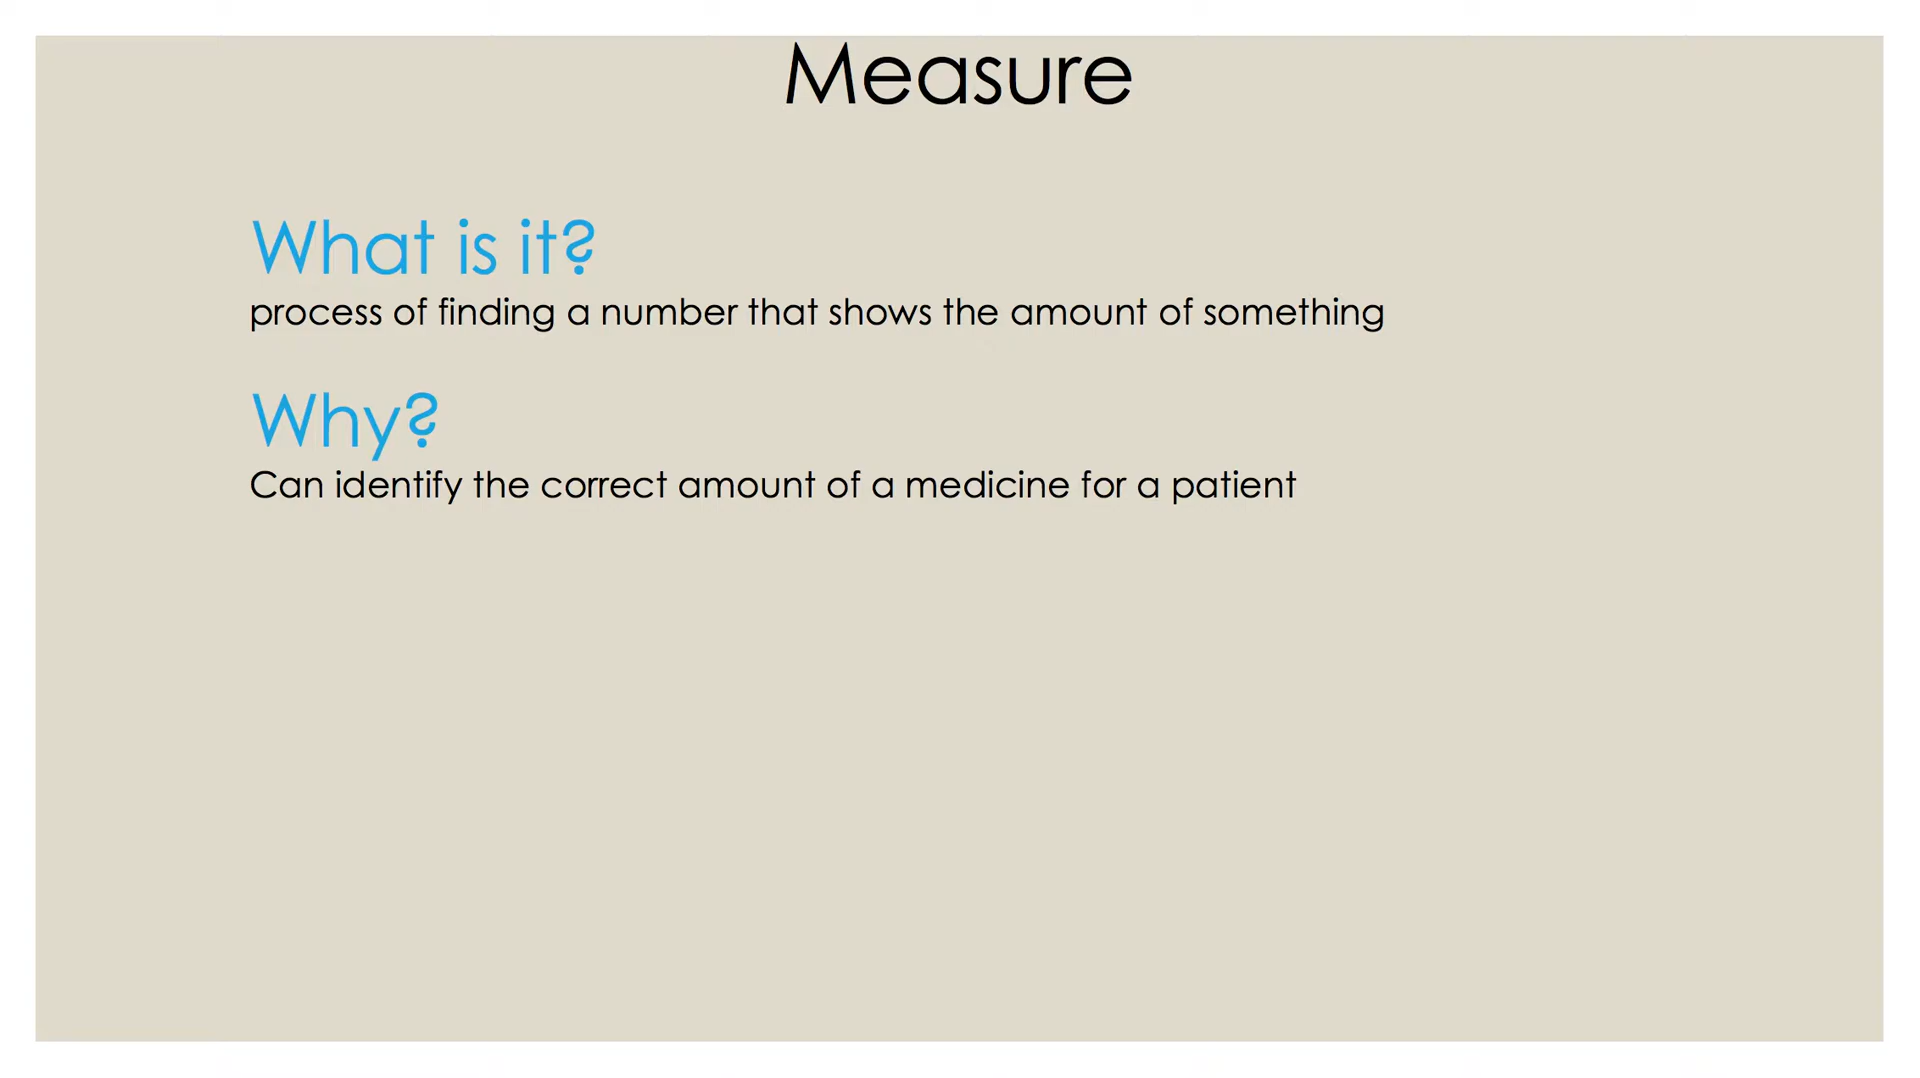 Measure
What is it?
process of finding a number that shows the amount of something
Why?
Can identify the correct amount of a medicine for a patient